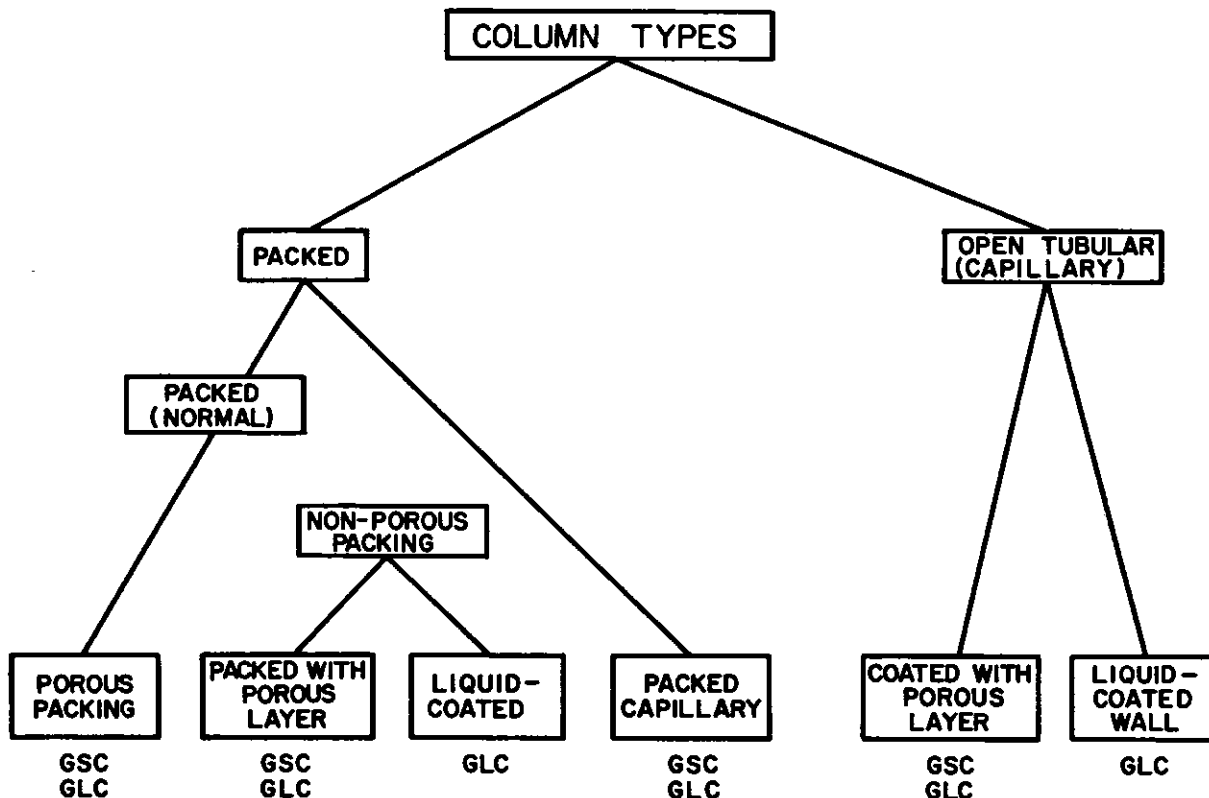 COLUMN TYPES
PACKED
OPEN TUBULAR
(CAPILLARY)
PACKED
(NORMAL)
NON-POROUS
PACKING
POROUS
PACKING
GSC
GLC
PACKED WITH
POROUS
LAYER
GSC
GLC
LIQUID-
COATED
GLC
PACKED
CAPILLARY
GSC
GLC
COATED WITH
POROUS
LAYER
GSC
GLC
LIQUID-
COATED
WALL
GLC